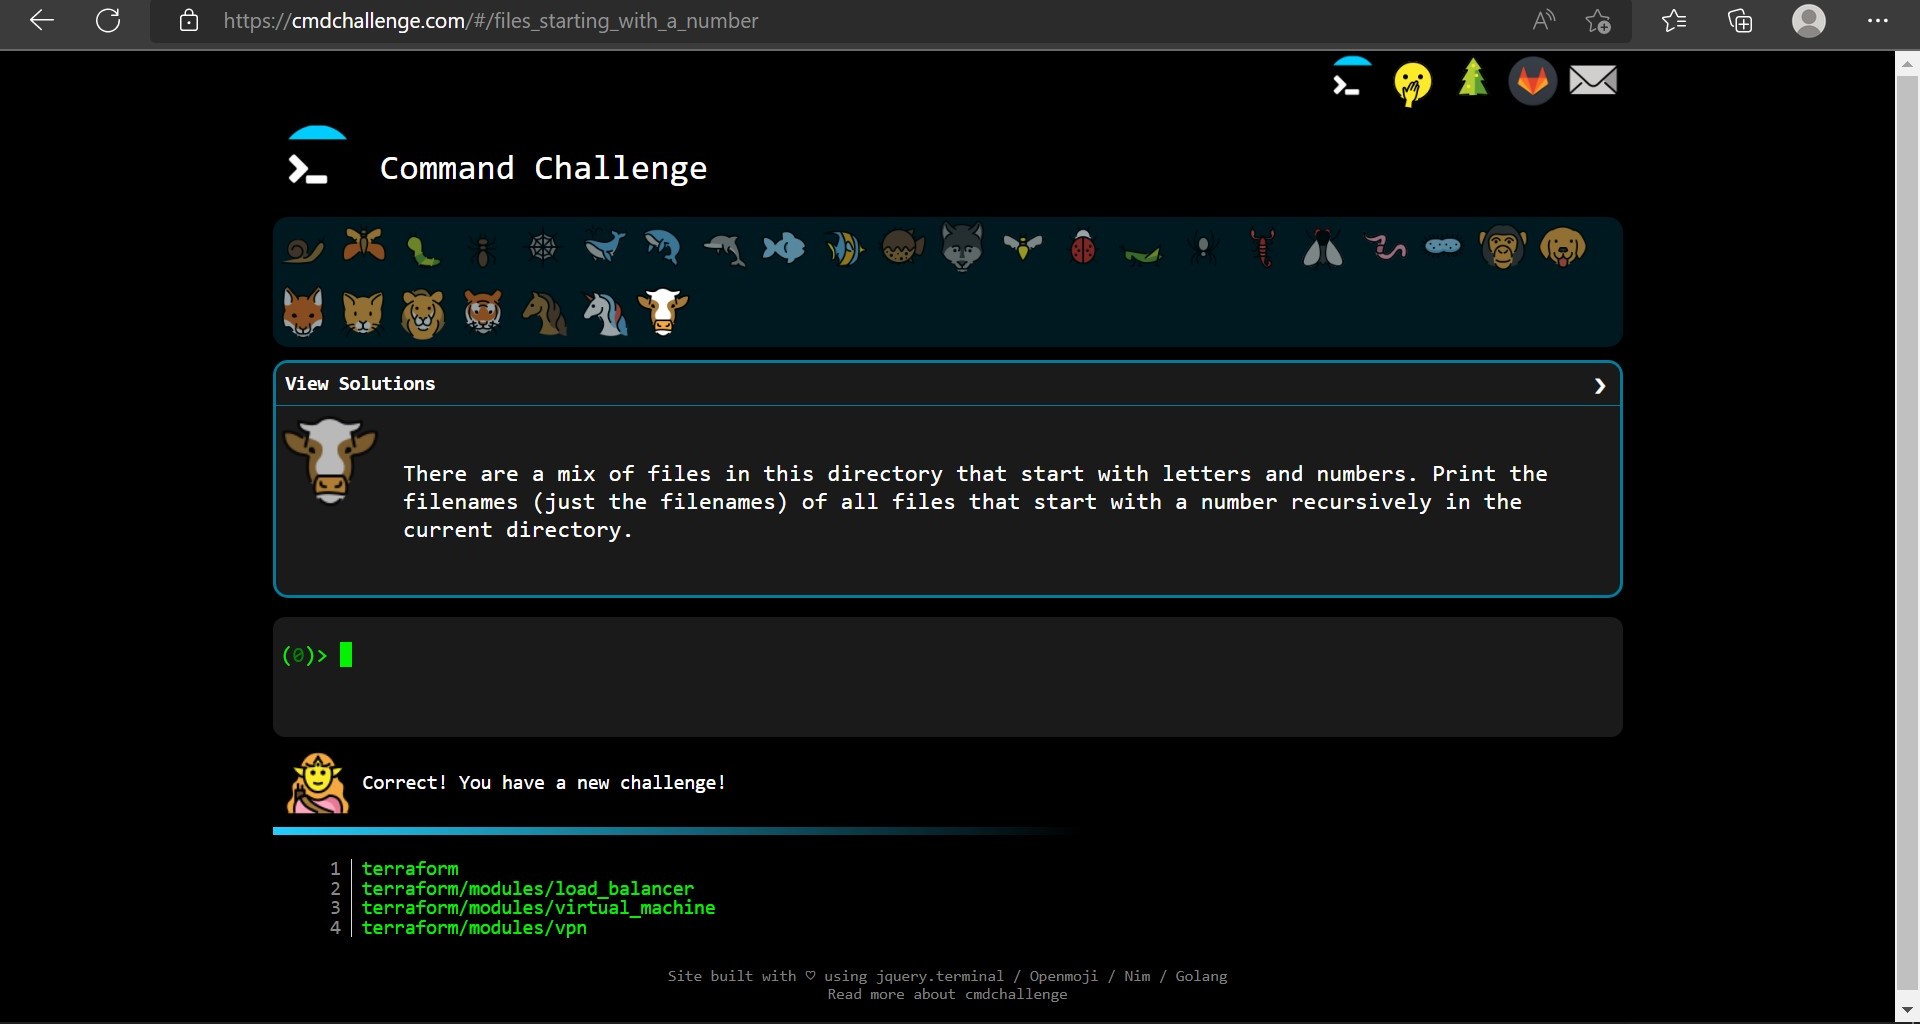 https://cmdchallenge.com/#/files_starting_with_a_number
Command Challenge
View Solutions
There are a mix of files in this directory that start with letters and numbers. Print the
filenames (just the filenames) of all files that start with a number recursively in the
current directory.
(0)>
Correct! You have a new challenge!
1 terraform
2 terraform/modules/load_balancer
3 terraform/modules/virtual_machine
4 terraform/modules/vpn
Site built with ♡ using jquery.terminal / Openmoji / Nim / Golang
Read more about cmdchallenge